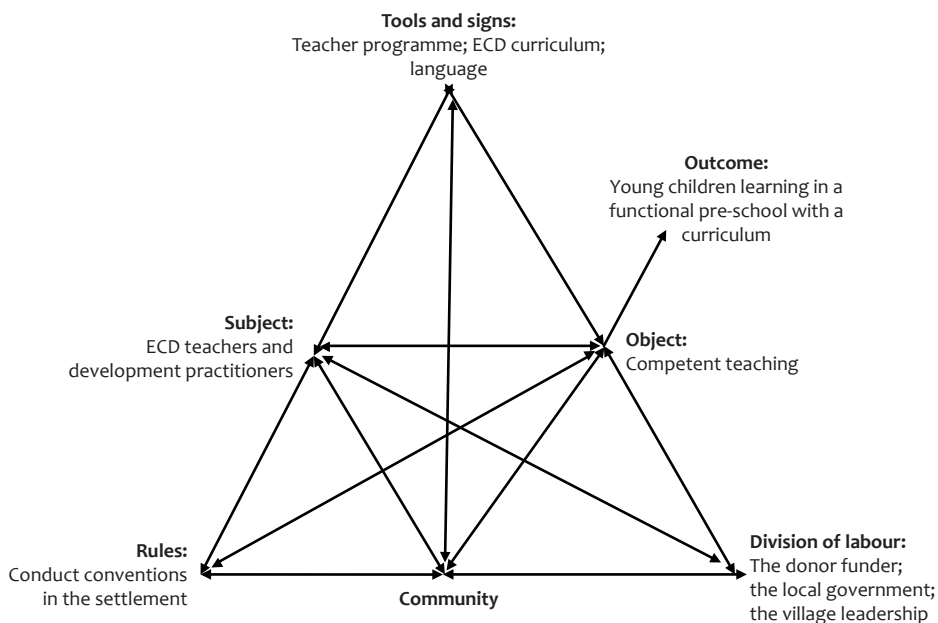 Tools and signs:
Teacher programme; ECD curriculum;
language
Outcome:
Young children learning in a
functional pre-school with a
curriculum
Subject:
ECD teachers and
development practitioners
Object:
Competent teaching
Rules:
Conduct conventions
in the settlement
Community
Division of labour:
The donor funder;
the local government;
the village leadership